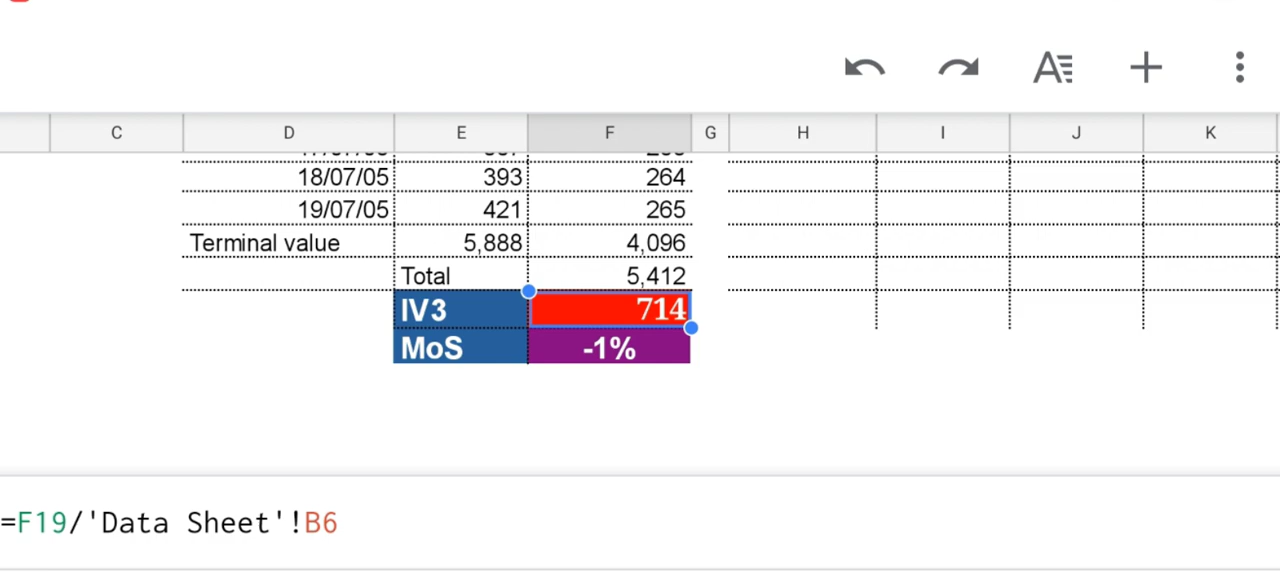 C D E F G H I J K
18/07/05 393 264
19/07/05 421 265
Terminal value 5,888 4,096
Total 5,412
IV3 714
MoS -1%
=F19/'Data Sheet'!B6